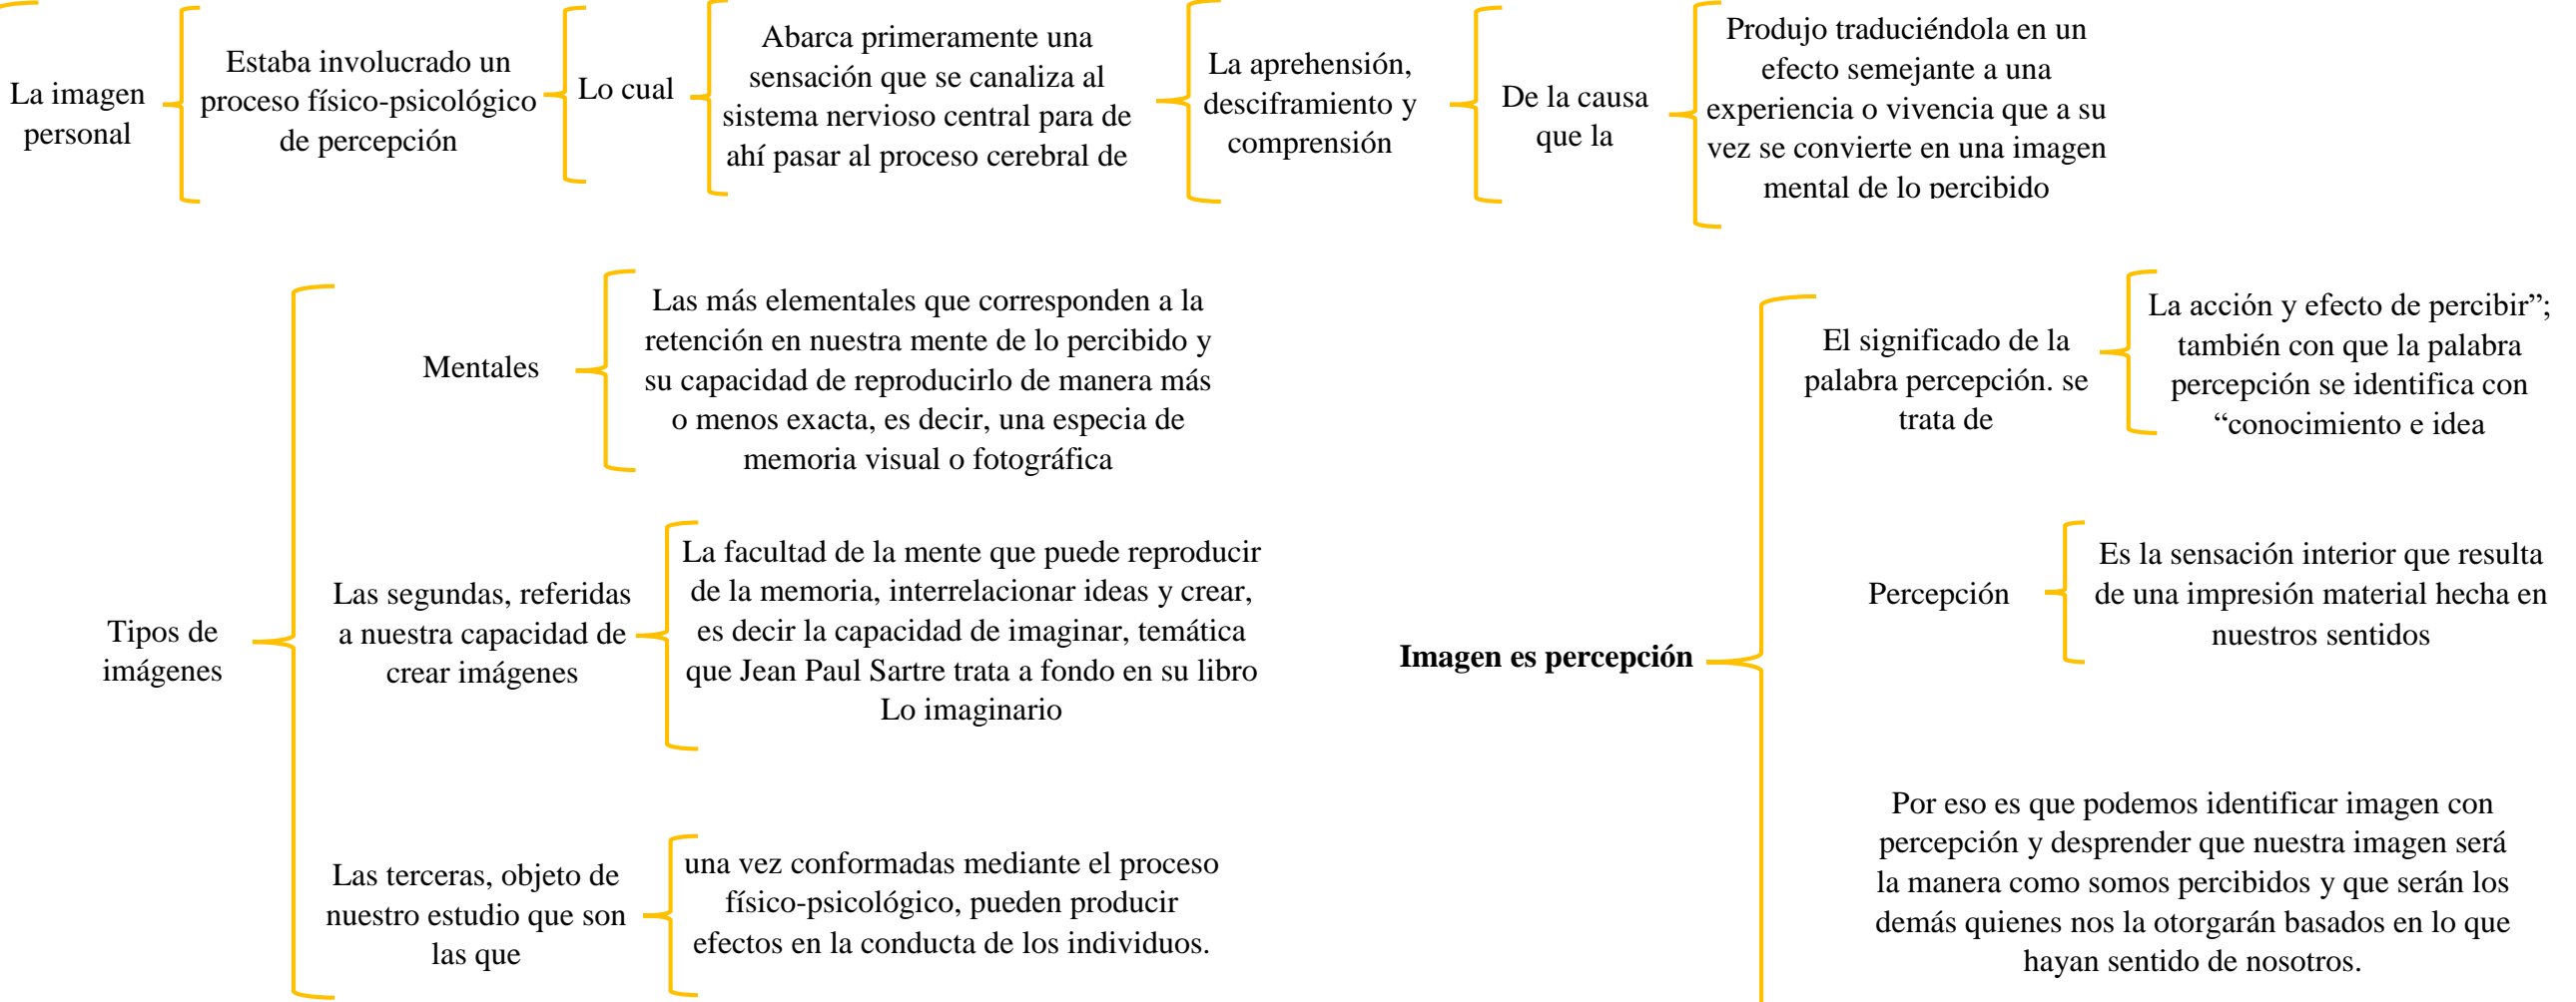 La imagen
personal
Estaba involucrado un
proceso físico-psicológico
de percepción
Lo cual
Abarca primeramente una
sensación que se canaliza al
sistema nervioso central para de
ahí pasar al proceso cerebral de
La aprehensión,
desciframiento y
comprensión
De la causa
que la
Produjo traduciéndola en un
efecto semejante a una
experiencia o vivencia que a su
vez se convierte en una imagen
mental de lo percibido
Tipos de
imágenes
Mentales
Las más elementales que corresponden a la
retención en nuestra mente de lo percibido y
su capacidad de reproducirlo de manera más
o menos exacta, es decir, una especia de
memoria visual o fotográfica
Las segundas, referidas
a nuestra capacidad de
crear imágenes
La facultad de la mente que puede reproducir
de la memoria, interrelacionar ideas y crear,
es decir la capacidad de imaginar, temática
que Jean Paul Sartre trata a fondo en su libro
Lo imaginario
Las terceras, objeto de
nuestro estudio que son
las que
una vez conformadas mediante el proceso
físico-psicológico, pueden producir
efectos en la conducta de los individuos.
Imagen es percepción
El significado de la
palabra percepción. se
trata de
La acción y efecto de percibir”;
también con que la palabra
percepción se identifica con
“conocimiento e idea
Percepción
Es la sensación interior que resulta
de una impresión material hecha en
nuestros sentidos
Por eso es que podemos identificar imagen con
percepción y desprender que nuestra imagen será
la manera como somos percibidos y que serán los
demás quienes nos la otorgarán basados en lo que
hayan sentido de nosotros.